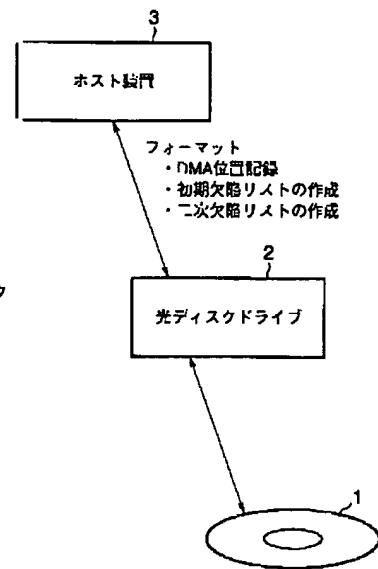 3
ホスト装置
フォーマット
・DMA位置記録
・初期欠陥リストの作成
・二次欠陥リストの作成
2
ク
光ディスクドライブ
1